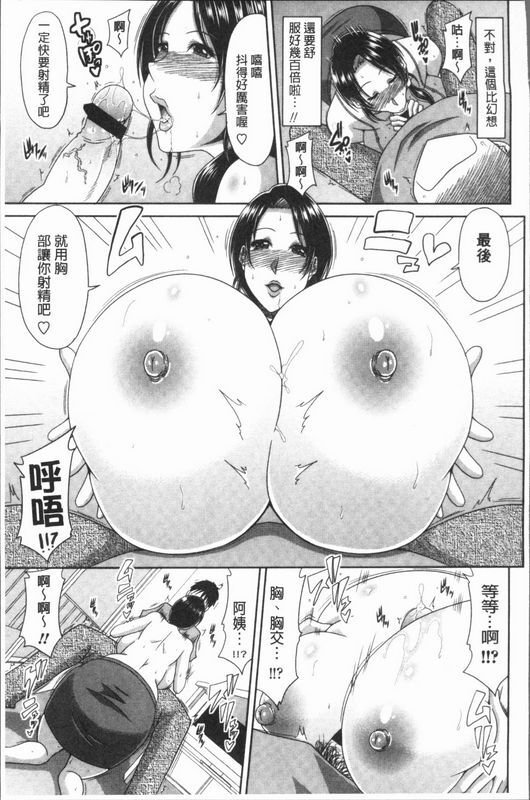 不對，這個比幻想
咕…啊
還要舒
服好幾百倍啦…!!
啊～啊～
嘻嘻
抖得好厲害喔♡
啊～
一定快要射精了吧
最後
就用胸
部讓你射精吧♡
呼唔!!?
等等…啊!!?
胸、胸交…!!?
阿姨…!!?
啊～啊～!!